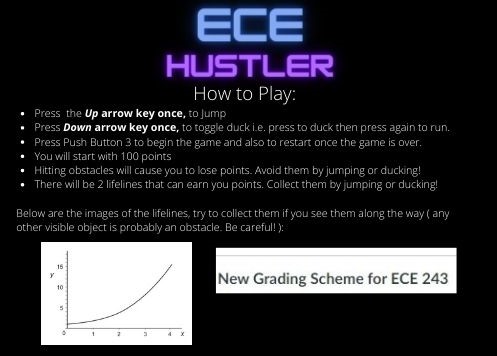 ECE
HUSTLER
How to Play:
• Press the Up arrow key once, to Jump
• Press Down arrow key once, to toggle duck i.e. press to duck then press again to run.
• Press Push Button 3 to begin the game and also to restart once the game is over.
• You will start with 100 points
• Hitting obstacles will cause you to lose points. Avoid them by jumping or ducking!
• There will be 2 lifelines that can earn you points. Collect them by jumping or ducking!
Below are the images of the lifelines, try to collect them if you see them along the way ( any
other visible object is probably an obstacle. Be careful! ):
15
y
10
5
0 1 2 3 4 x
New Grading Scheme for ECE 243